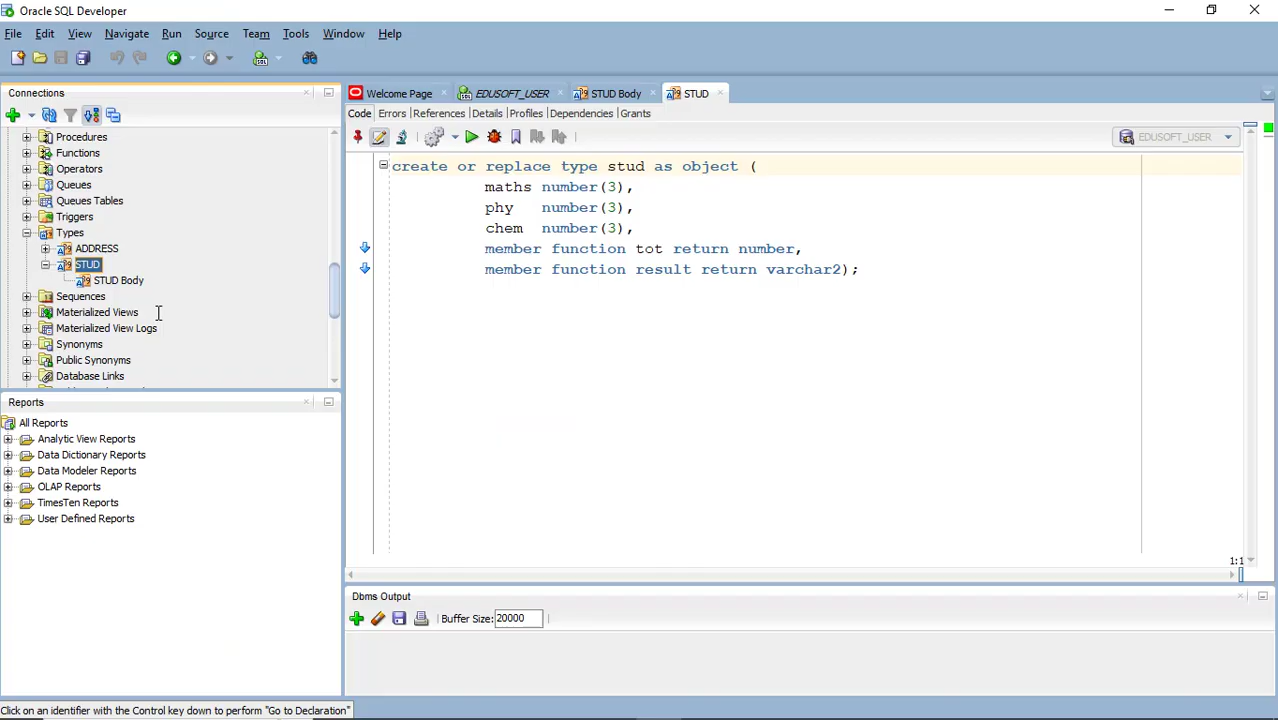 Oracle SQL Developer
File Edit View Navigate Run Source Team Tools Window Help
Connections
Procedures
Functions
Operators
Queues
Queues Tables
Triggers
Types
ADDRESS
STUD
STUD Body
Sequences
Materialized Views
Materialized View Logs
Synonyms
Public Synonyms
Database Links
Reports
All Reports
Analytic View Reports
Data Dictionary Reports
Data Modeler Reports
OLAP Reports
TimesTen Reports
User Defined Reports
Welcome Page EDUSOFT_USER STUD Body STUD
Code Errors References Details Profiles Dependencies Grants
EDUSOFT_USER
create or replace type stud as object (
maths number(3),
phy number(3),
chem number(3),
member function tot return number,
member function result return varchar2);
1:1
Dbms Output
Buffer Size: 20000
Click on an identifier with the Control key down to perform "Go to Declaration"